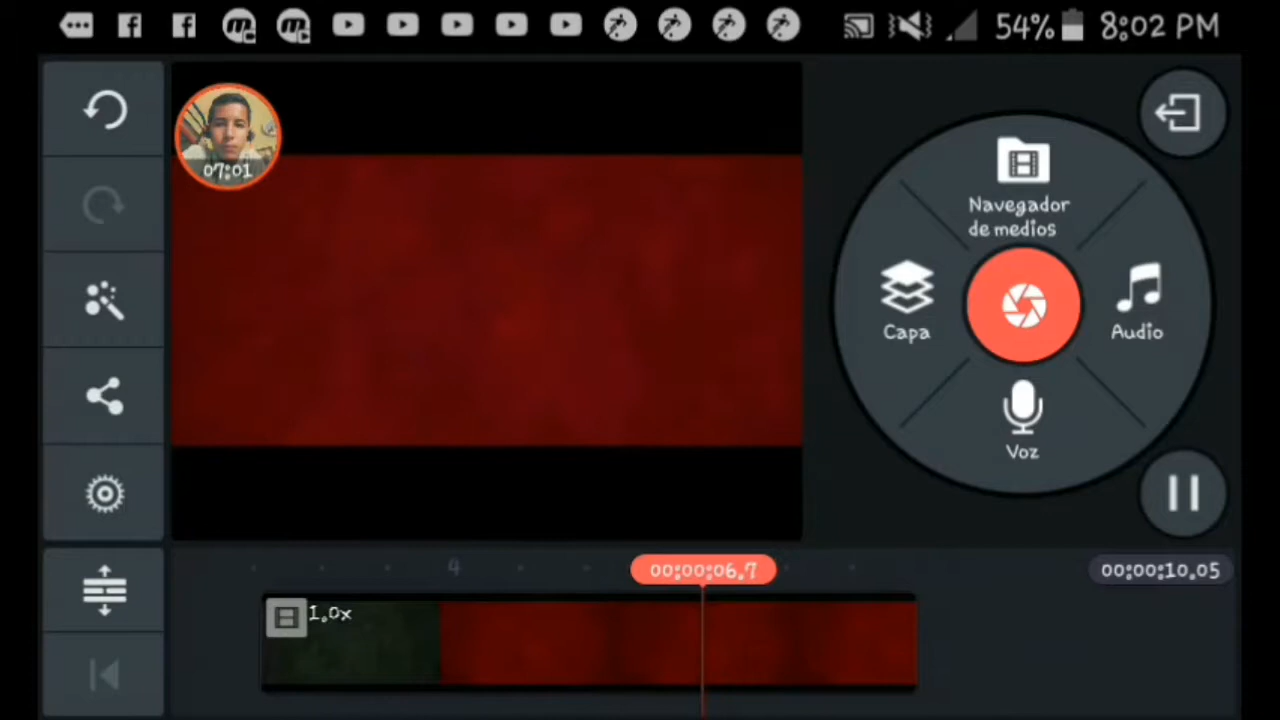 54% 8:02 PM
07:01
Navegador
de medios
Capa
Audio
Voz
4
00:00:06.7
00:00:10.05
1.0x